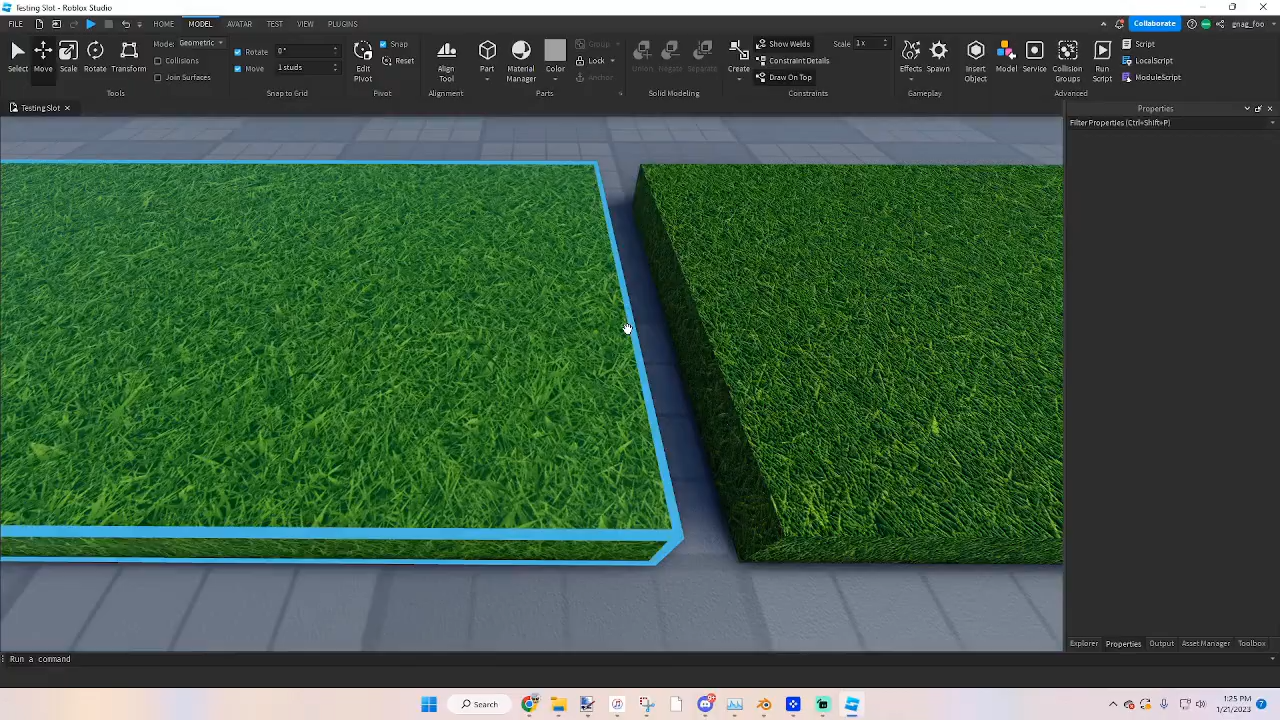 Testing Slot - Roblox Studio
FILE HOME MODEL AVATAR TEST VIEW PLUGINS
Collaborate gnag_foo
Select Move Scale Rotate Transform
Mode: Geometric
Collisions
Join Surfaces
Tools
Rotate 0°
Move 1 studs
Snap to Grid
Edit Pivot
Snap
Reset
Pivot
Align Tool
Alignment
Part Material Manager Color
Group
Lock
Anchor
Parts
Union Negate Separate
Solid Modeling
Create
Show Welds
Constraint Details
Draw On Top
Scale 1 x
Constraints
Effects Spawn
Gameplay
Insert Object Model Service Collision Groups Run Script
Script
LocalScript
ModuleScript
Advanced
Testing Slot
Properties
Filter Properties (Ctrl+Shift+P)
Explorer Properties Output Asset Manager Toolbox
Run a command
Search
1:25 PM
1/21/2023